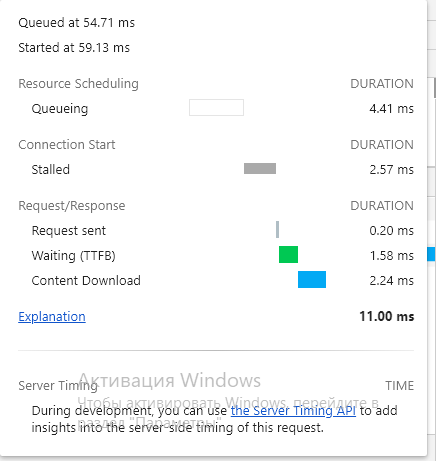 Queued at 54.71 ms
Started at 59.13 ms
Resource Scheduling DURATION
Queueing 4.41 ms
Connection Start DURATION
Stalled 2.57 ms
Request/Response DURATION
Request sent 0.20 ms
Waiting (TTFB) 1.58 ms
Content Download 2.24 ms
Explanation 11.00 ms
Активация Windows
Server Timing TIME
Чтобы активировать Windows, перейдите в
During development, you can use the Server Timing API to add
раздел "Параметры".
insights into the server-side timing of this request.